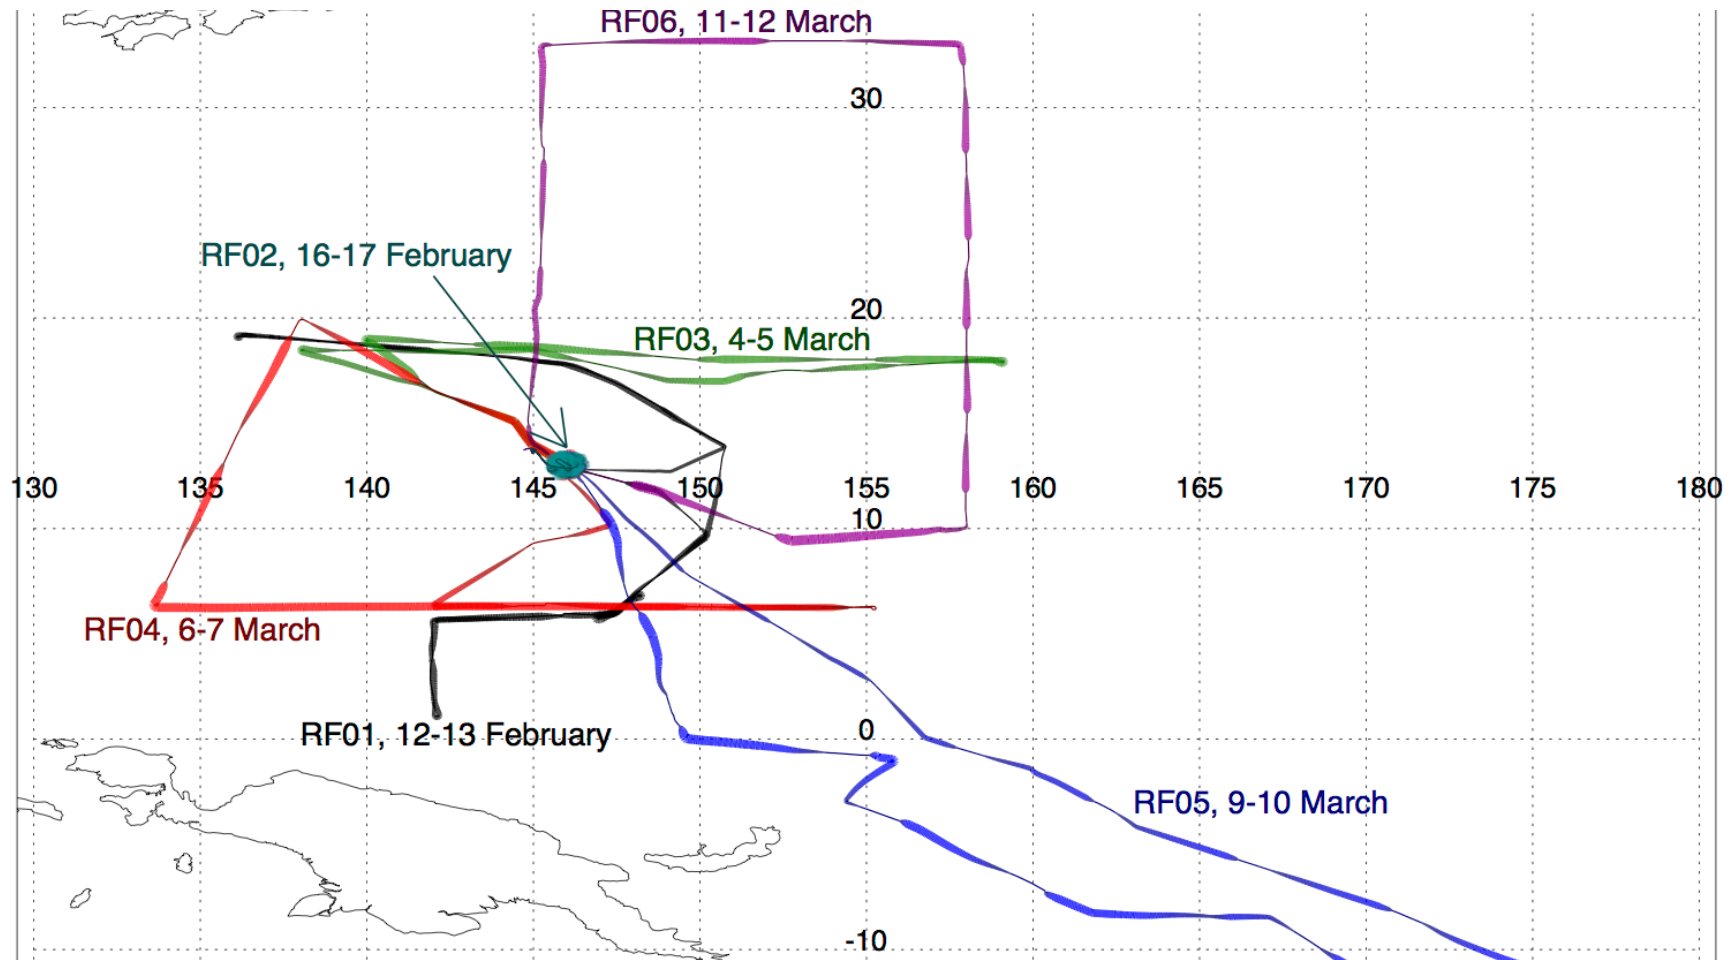 RF06, 11-12 March
30
RF02, 16-17 February
20
RF03, 4-5 March
130 135 140 145 150 155 160 165 170 175 180
10
RF04, 6-7 March
RF01, 12-13 February
0
RF05, 9-10 March
-10